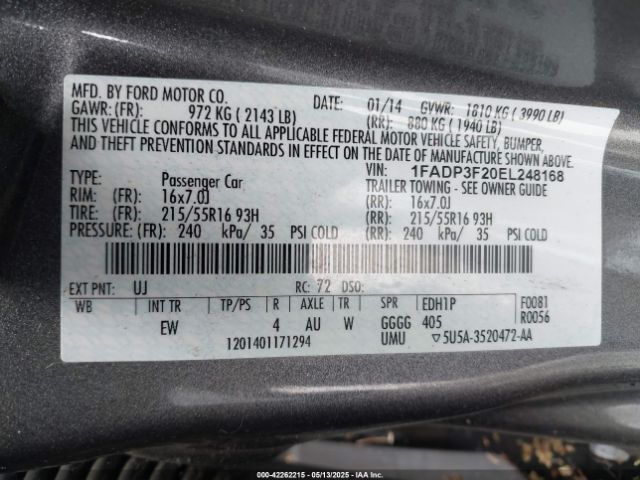 MFD. BY FORD MOTOR CO. DATE: 01/14 GVWR: 1810 KG ( 3990 LB)
GAWR: (FR): 972 KG ( 2143 LB) (RR): 880 KG ( 1940 LB)
THIS VEHICLE CONFORMS TO ALL APPLICABLE FEDERAL MOTOR VEHICLE SAFETY, BUMPER,
AND THEFT PREVENTION STANDARDS IN EFFECT ON THE DATE OF MANUFACTURE SHOWN ABOVE.
VIN: 1FADP3F20EL248168
TYPE: Passenger Car TRAILER TOWING - SEE OWNER GUIDE
RIM: (FR): 16x7.0J (RR): 16x7.0J
TIRE: (FR): 215/55R16 93H (RR): 215/55R16 93H
PRESSURE: (FR): 240 kPa/ 35 PSI COLD (RR): 240 kPa/ 35 PSI COLD
EXT PNT: UJ RC: 72 DSO:
WB INT TR TP/PS R AXLE TR SPR EDH1P F0081
EW 4 AU W GGGG 405 R0056
1201401171294 UMU ▽5U5A-3520472-AA
000-42262215 - 05/13/2025 - IAAI.COM